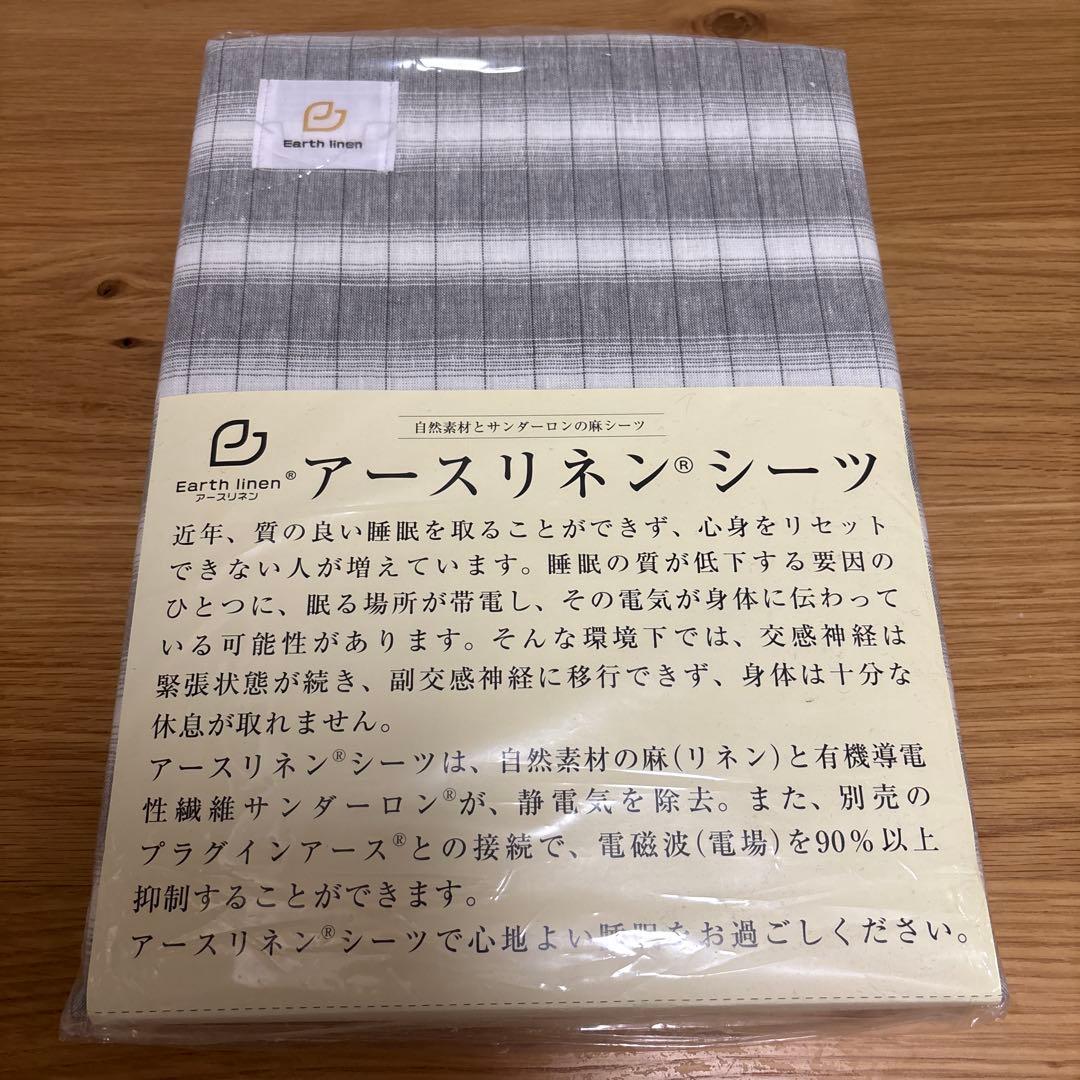 Earth linen
自然素材とサンダーロンの麻シーツ
Earth linen®
アースリネン
アースリネン®シーツ
近年、質の良い睡眠を取ることができず、心身をリセット
できない人が増えています。睡眠の質が低下する要因の
ひとつに、眠る場所が帯電し、その電気が身体に伝わって
いる可能性があります。そんな環境下では、交感神経は
緊張状態が続き、副交感神経に移行できず、身体は十分な
休息が取れません。
アースリネン®シーツは、自然素材の麻(リネン)と有機導電
性繊維サンダーロン®が、静電気を除去。また、別売の
プラグインアース®との接続で、電磁波(電場)を90%以上
抑制することができます。
アースリネン®シーツで心地よい睡眠をお過ごしください。